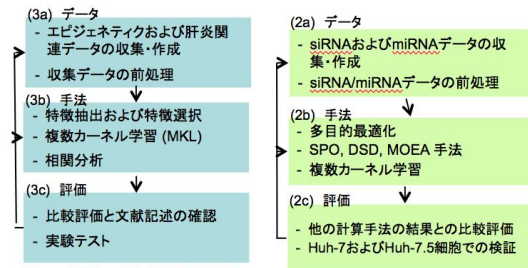 (3a) データ
- エピジェネティクおよび肝炎関
連データの収集・作成
- 収集データの前処理
(3b) 手法
- 特徴抽出および特徴選択
- 複数カーネル学習 (MKL)
- 相関分析
(3c) 評価
- 比較評価と文献記述の確認
- 実験テスト
(2a) データ
- siRNAおよびmiRNAデータの収
集・作成
- siRNA/miRNAデータの前処理
(2b) 手法
- 多目的最適化
- SPO, DSD, MOEA 手法
- 複数カーネル学習
(2c) 評価
- 他の計算手法の結果との比較評価
- Huh-7およびHuh-7.5細胞での検証